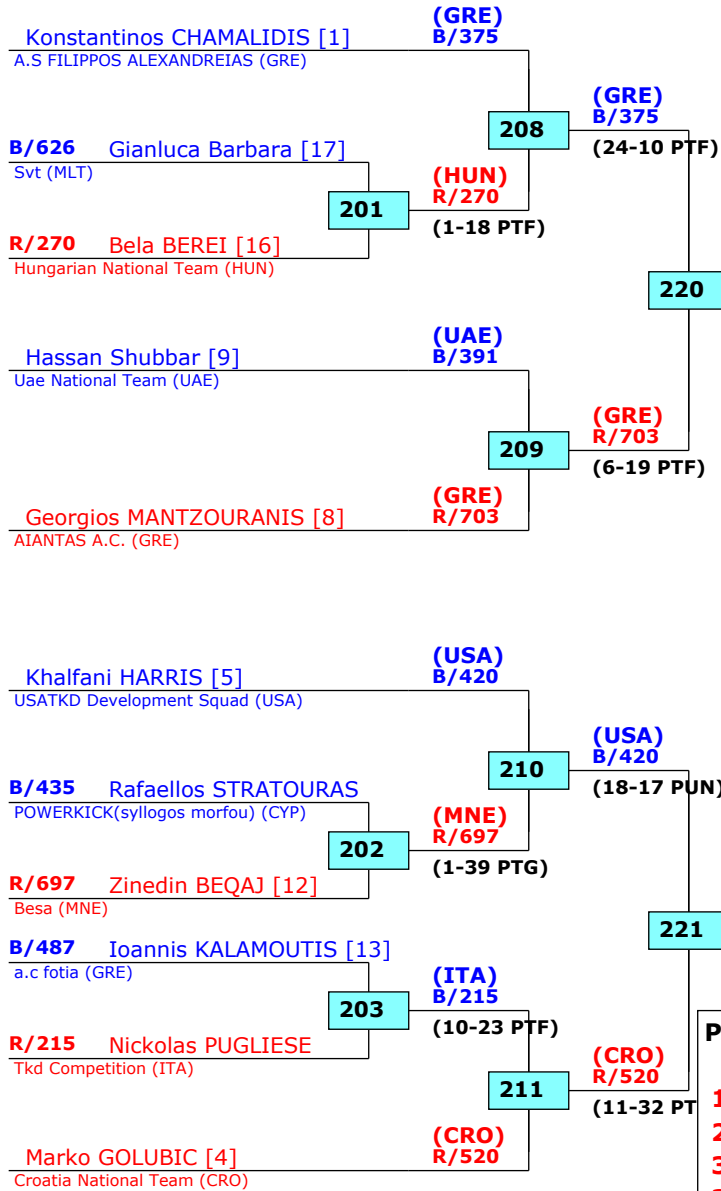 (GRE)
Konstantinos CHAMALIDIS [1] B/375
A.S FILIPPOS ALEXANDREIAS (GRE)
(GRE)
B/375
208
(24-10 PTF)
B/626 Gianluca Barbara [17]
Svt (MLT)
(HUN)
R/270
201
(1-18 PTF)
R/270 Bela BEREI [16]
Hungarian National Team (HUN)
220
(UAE)
Hassan Shubbar [9] B/391
Uae National Team (UAE)
(GRE)
R/703
209
(6-19 PTF)
(GRE)
Georgios MANTZOURANIS [8] R/703
AIANTAS A.C. (GRE)
(USA)
Khalfani HARRIS [5] B/420
USATKD Development Squad (USA)
(USA)
B/420
210
(18-17 PUN)
B/435 Rafaellos STRATOURAS
POWERKICK(syllogos morfou) (CYP)
(MNE)
R/697
202
(1-39 PTG)
R/697 Zinedin BEQAJ [12]
Besa (MNE)
221
B/487 Ioannis KALAMOUTIS [13]
a.c fotia (GRE)
(ITA)
B/215
203
(10-23 PTF)
R/215 Nickolas PUGLIESE
Tkd Competition (ITA)
(CRO)
R/520
211
(11-32 PT
(CRO)
Marko GOLUBIC [4] R/520
Croatia National Team (CRO)
P
1
2
3